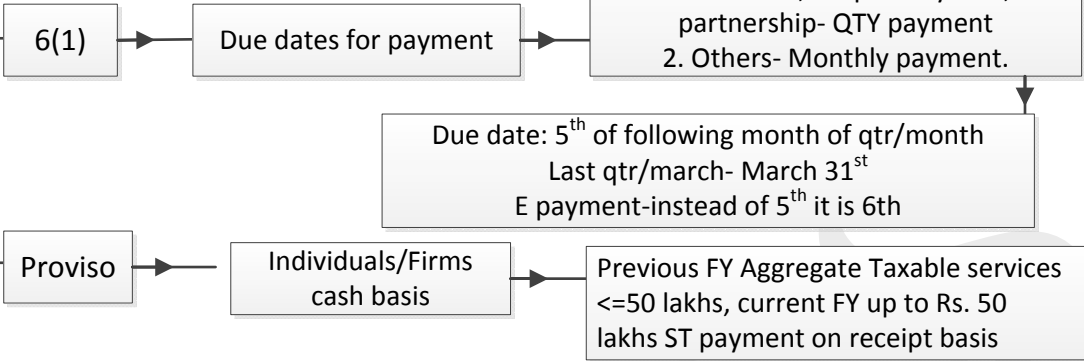 6(1)
Due dates for payment
partnership- QTY payment
2. Others- Monthly payment.
Due date: 5th of following month of qtr/month
Last qtr/march- March 31st
E payment-instead of 5th it is 6th
Proviso
Individuals/Firms
cash basis
Previous FY Aggregate Taxable services
<=50 lakhs, current FY up to Rs. 50
lakhs ST payment on receipt basis